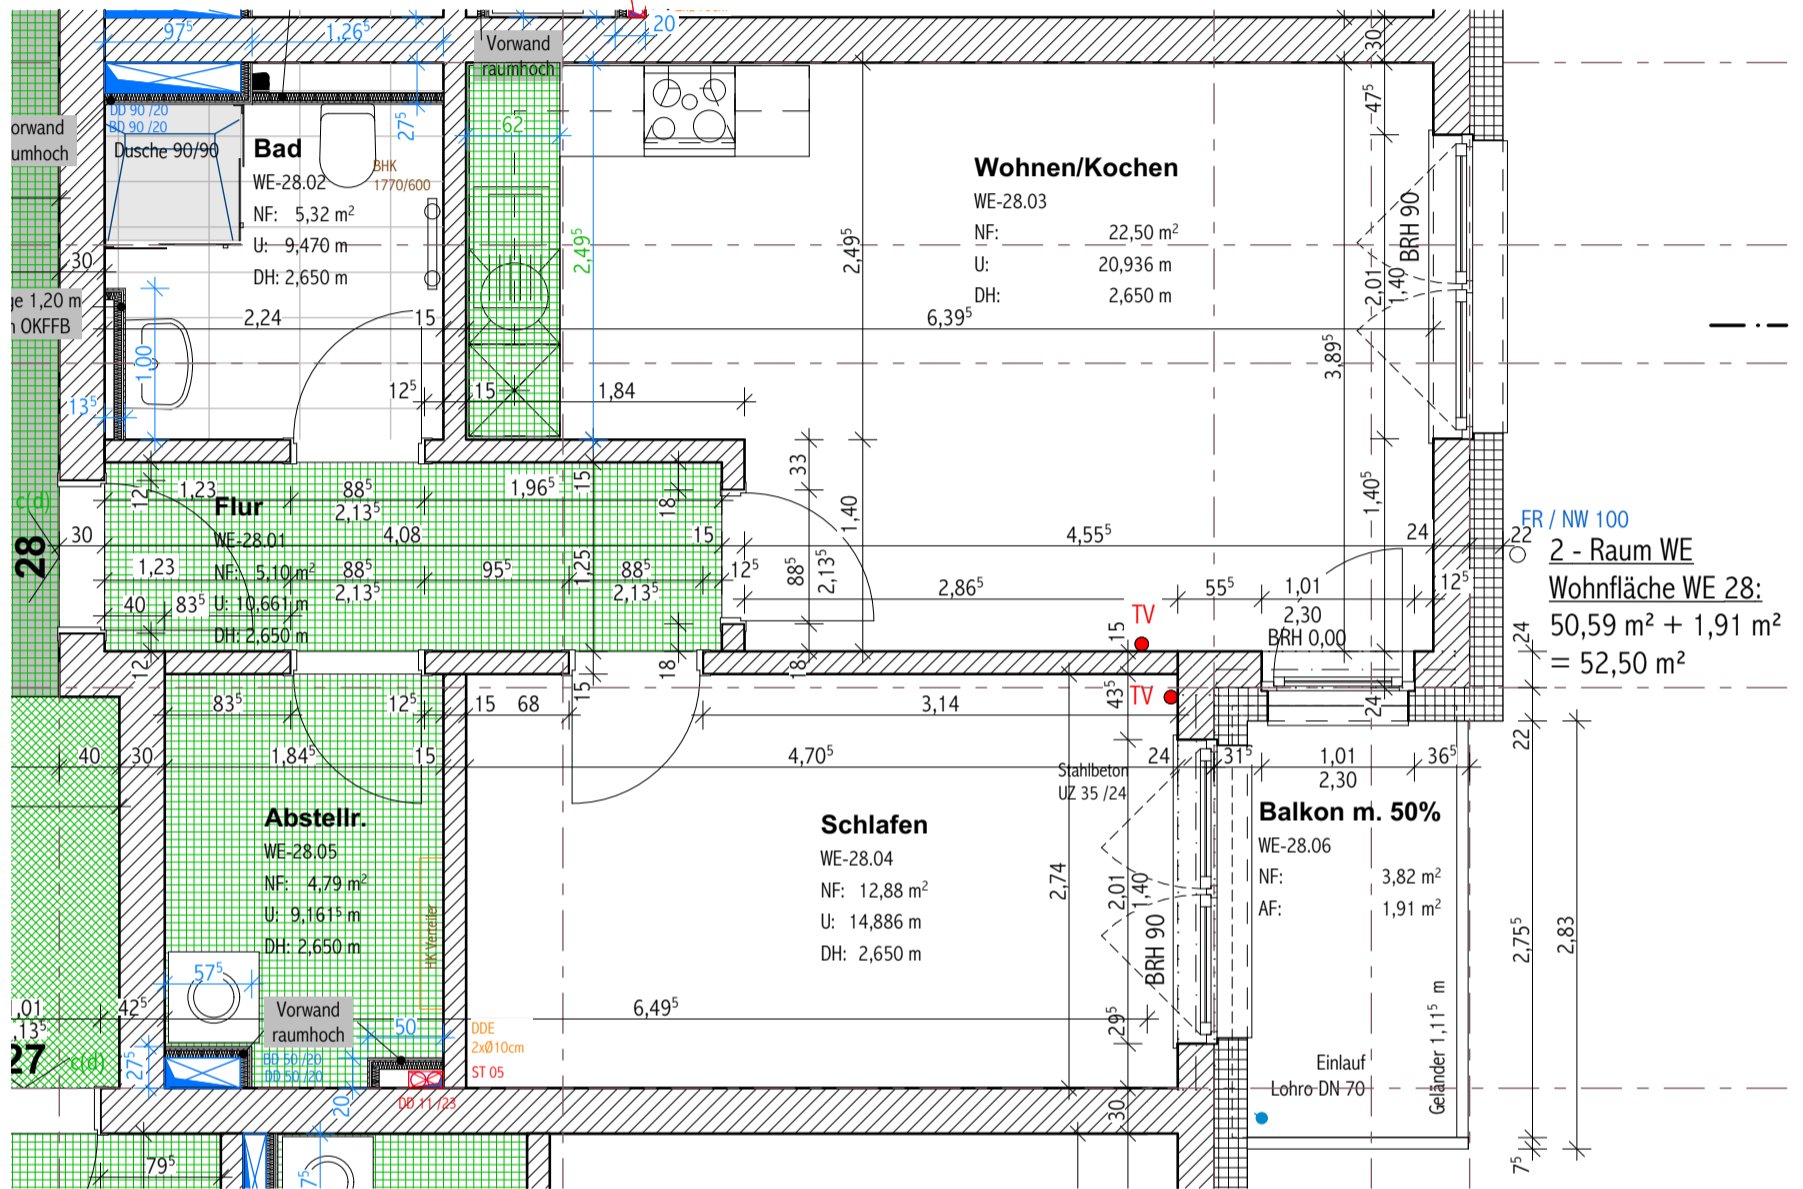 97⁵
1,26⁵
20
30
Vorwand
raumhoch
orwand
umhoch
DD 90 /20
BD 90 /20
Dusche 90/90
27⁵
62
47⁵
Bad
WE-28.02
NF: 5,32 m²
U: 9,470 m
DH: 2,650 m
BHK
1770/600
Wohnen/Kochen
WE-28.03
NF: 22,50 m²
U: 20,936 m
DH: 2,650 m
BRH 90
2,01
1,40
2,49⁵
2,49⁵
30
ge 1,20 m
OKFFB
2,24
15
6,39⁵
1,00
3,89⁵
13⁵
12⁵
15
1,84
33
1,40
1,40⁵
c(d)
28
30
12
1,23
88⁵
2,13⁵
1,96⁵
15
18
Flur
WE-28.01
NF: 5,10 m²
U: 10,661 m
DH: 2,650 m
4,08
15
4,55⁵
24
22
1,23
88⁵
2,13⁵
95⁵
1,25
88⁵
2,13⁵
12⁵
88⁵
2,13⁵
2,86⁵
55⁵
1,01
2,30
BRH 0,00
12⁵
40
83⁵
12
15
18
18
15
TV
TV
FR / NW 100
2 - Raum WE
Wohnfläche WE 28:
50,59 m² + 1,91 m²
= 52,50 m²
24
22
83⁵
12⁵
15
68
3,14
43⁵
24
40
30
1,84⁵
15
4,70⁵
24
31⁵
1,01
2,30
36⁵
Stahlbeton
UZ 35 /24
Abstellr.
WE-28.05
NF: 4,79 m²
U: 9,161⁵ m
DH: 2,650 m
HK Verteiler
Schlafen
WE-28.04
NF: 12,88 m²
U: 14,886 m
DH: 2,650 m
2,74
2,01
1,40
BRH 90
Balkon m. 50%
WE-28.06
NF: 3,82 m²
AF: 1,91 m²
2,75⁵
2,83
57⁵
,01
,13⁵
42⁵
27
c(d)
27⁵
Vorwand
raumhoch
50
BD 50 /20
DD 50 /20
DDE
2xØ10cm
ST 05
6,49⁵
29⁵
Einlauf
Lohro DN 70
Geländer 1,11⁵ m
20
DD 11 /23
30
79⁵
7⁵
7⁵